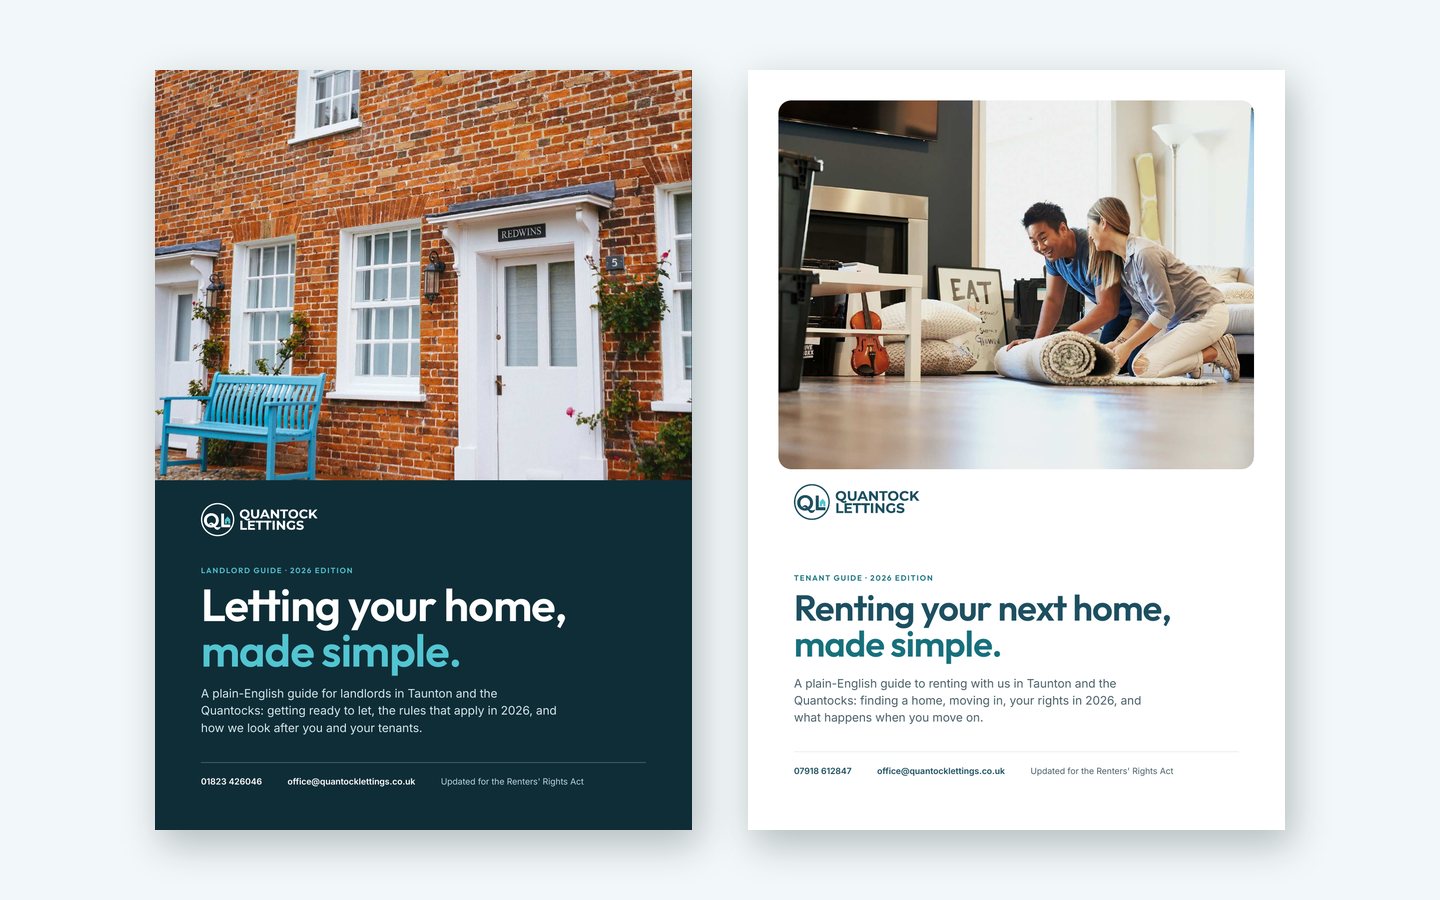 REDWINS
5
QL
QUANTOCK
LETTINGS
LANDLORD GUIDE · 2026 EDITION
Letting your home,
made simple.
A plain-English guide for landlords in Taunton and the
Quantocks: getting ready to let, the rules that apply in 2026, and
how we look after you and your tenants.
01823 426046 office@quantocklettings.co.uk Updated for the Renters' Rights Act
EAT
QL
QUANTOCK
LETTINGS
TENANT GUIDE · 2026 EDITION
Renting your next home,
made simple.
A plain-English guide to renting with us in Taunton and the
Quantocks: finding a home, moving in, your rights in 2026, and
what happens when you move on.
07918 612847 office@quantocklettings.co.uk Updated for the Renters' Rights Act